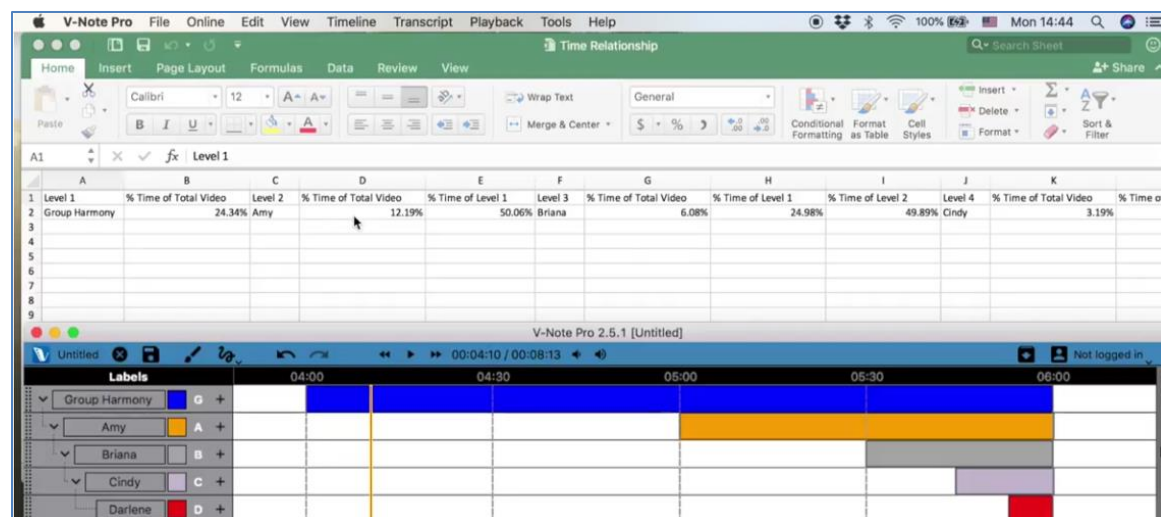 V-Note Pro File Online Edit View Timeline Transcript Playback Tools Help 100% Mon 14:44
Time Relationship Search Sheet
Home Insert Page Layout Formulas Data Review View Share
Paste Calibri 12 A A Wrap Text General Insert
B I U A Merge & Center $ % Conditional Formatting Format as Table Cell Styles Delete Format Sort & Filter
A1 fx Level 1
A B C D E F G H I J K
1 Level 1 % Time of Total Video Level 2 % Time of Total Video % Time of Level 1 Level 3 % Time of Total Video % Time of Level 1 % Time of Level 2 Level 4 % Time of Total Video % Time o
2 Group Harmony 24.34% Amy 12.19% 50.06% Briana 6.08% 24.98% 49.89% Cindy 3.19%
3
4
5
6
7
8
9
V-Note Pro 2.5.1 [Untitled]
Untitled 00:04:10 / 00:08:13 Not logged in
Labels 04:00 04:30 05:00 05:30 06:00
Group Harmony G +
Amy A +
Briana B +
Cindy C +
Darlene D +